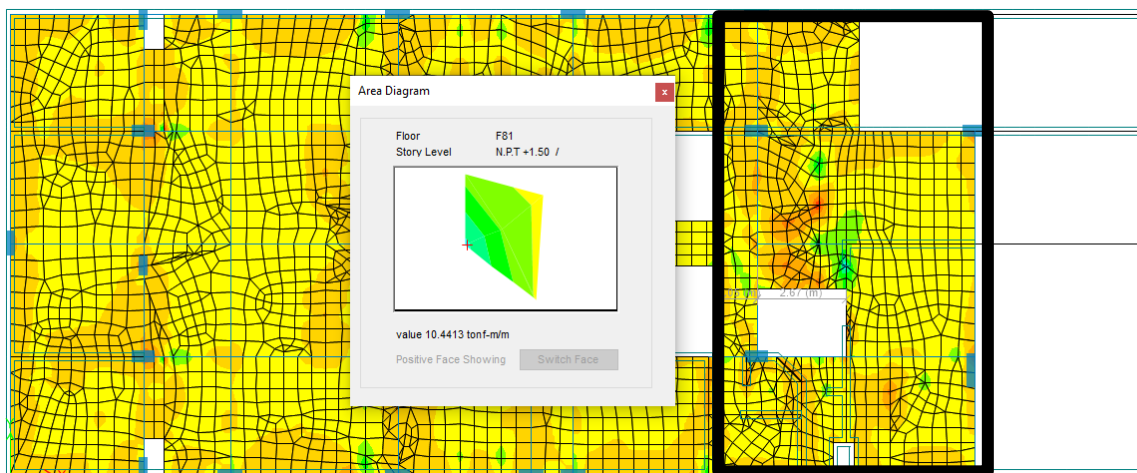 Area Diagram
x
Floor F81
Story Level N.P.T +1.50 /
value 10.4413 tonf-m/m
Positive Face Showing Switch Face
2.67 (m)